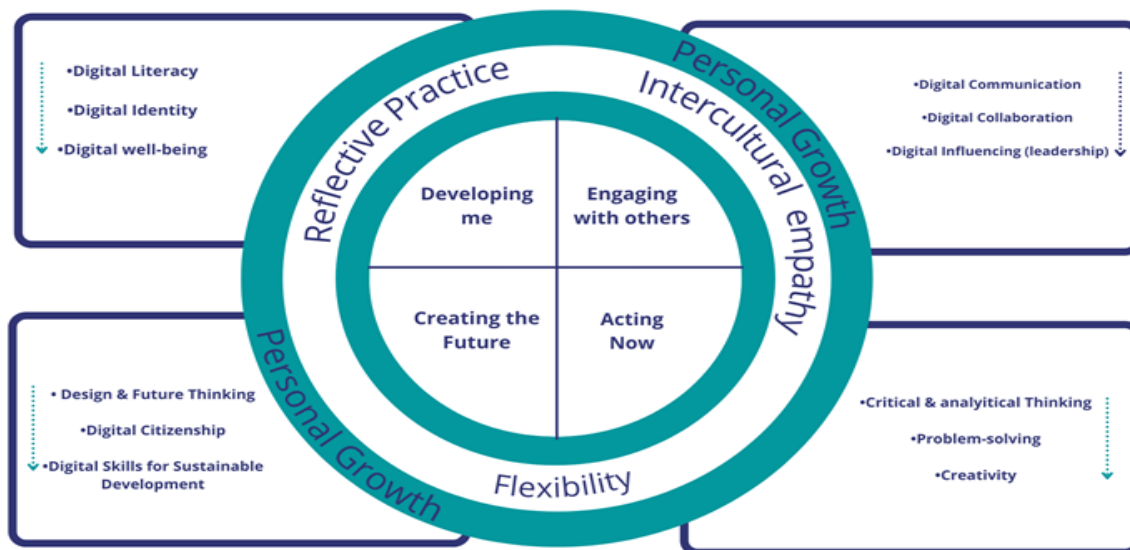 •Digital Literacy
•Digital Identity
•Digital well-being
Reflective Practice
Personal Growth
Intercultural empathy
•Digital Communication
•Digital Collaboration
•Digital Influencing (leadership)
Developing
me
Engaging
with others
Creating the
Future
Acting
Now
• Design & Future Thinking
•Digital Citizenship
•Digital Skills for Sustainable
Development
Personal Growth
Flexibility
•Critical & analyitical Thinking
•Problem-solving
•Creativity